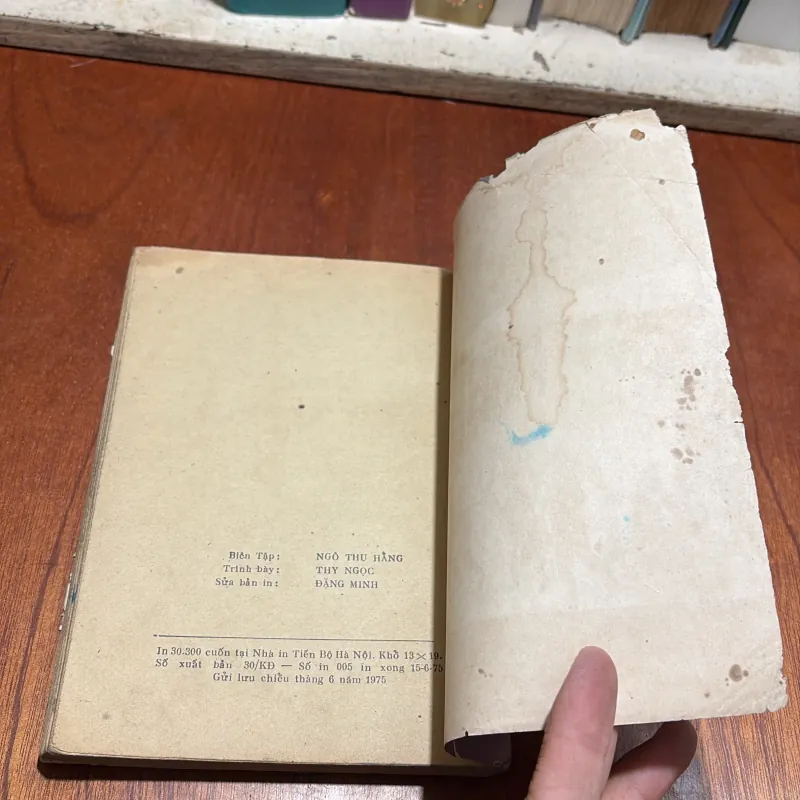 Biên Tập: NGÔ THU HẰNG
Trình bày: THY NGỌC
Sửa bản in: ĐẶNG MINH
In 30.300 cuốn tại Nhà in Tiến Bộ Hà Nội. Khổ 13×19.
Số xuất bản 30/KĐ — Số in 005 in xong 15-6-75
Gửi lưu chiểu tháng 6 năm 1975